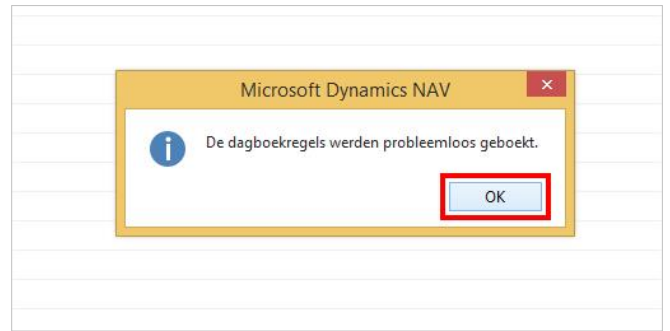 Microsoft Dynamics NAV
De dagboekregels werden probleemloos geboekt.
OK